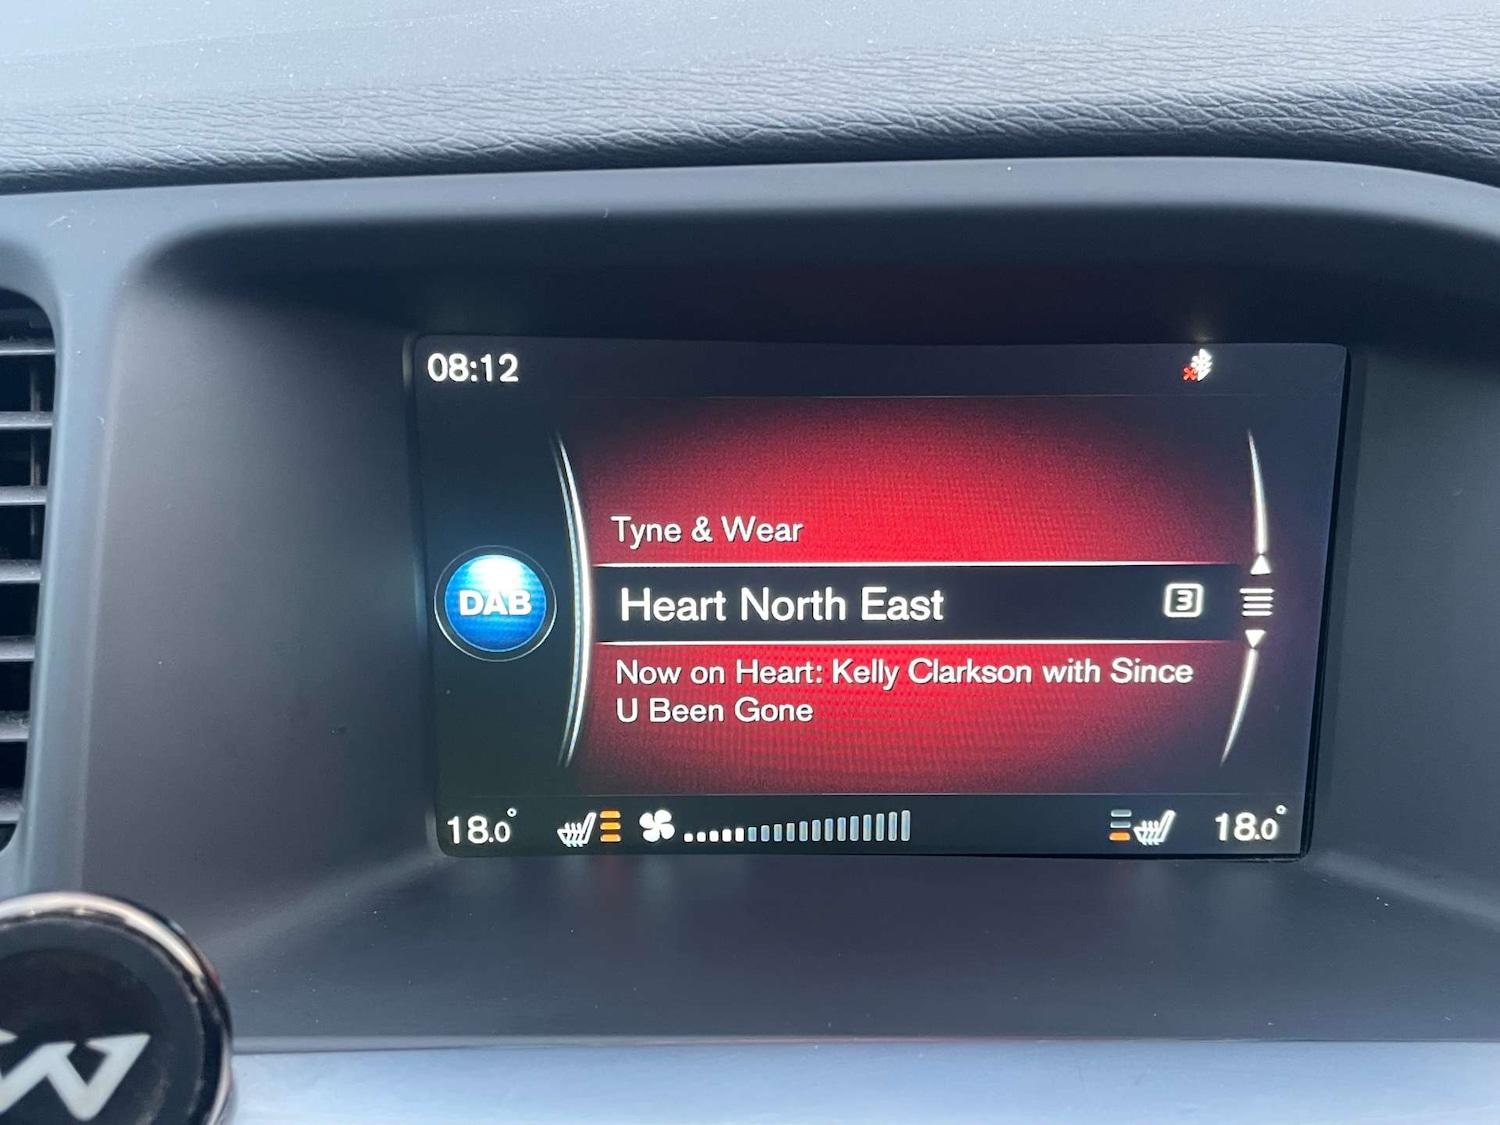 08:12
Tyne & Wear
DAB
Heart North East 3
Now on Heart: Kelly Clarkson with Since
U Been Gone
18.0° 18.0°